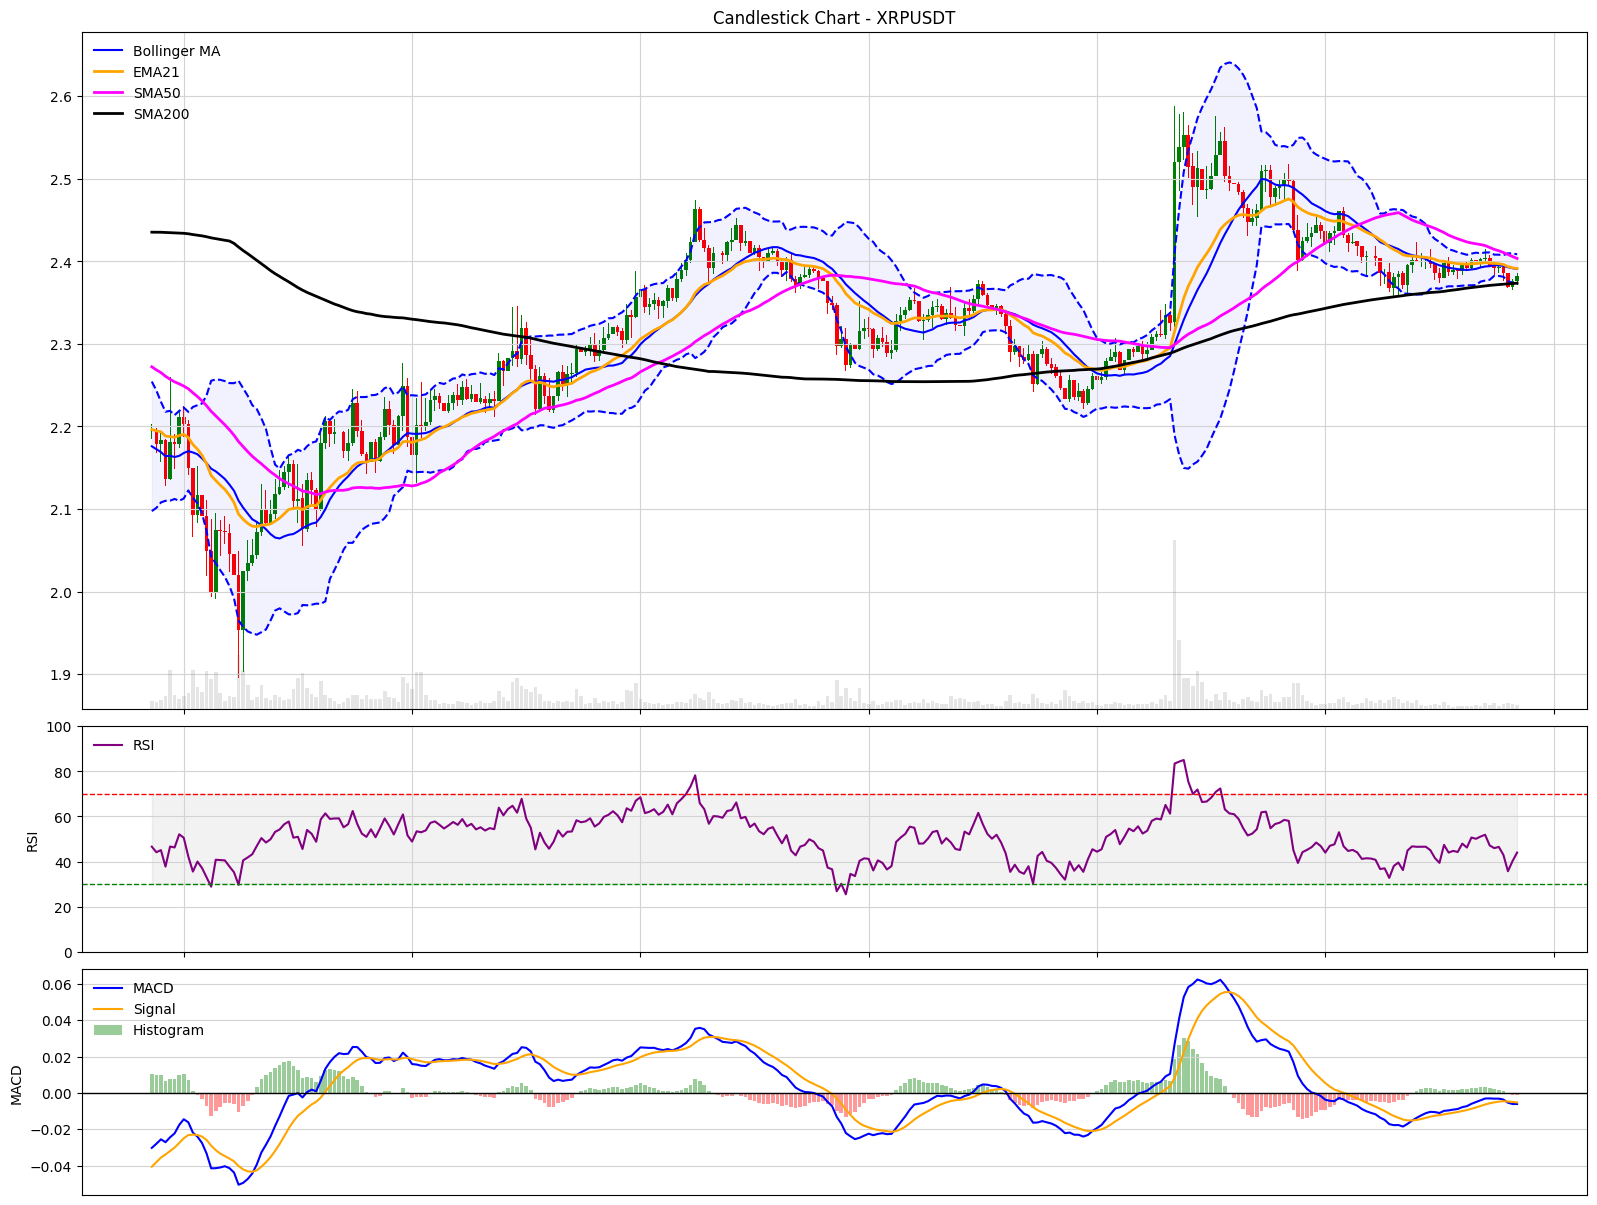 Candlestick Chart - XRPUSDT
Bollinger MA
EMA21
SMA50
SMA200
2.6
2.5
2.4
2.3
2.2
2.1
2.0
1.9
RSI
RSI
100
80
60
40
20
0
MACD
Signal
Histogram
MACD
0.06
0.04
0.02
0.00
−0.02
−0.04